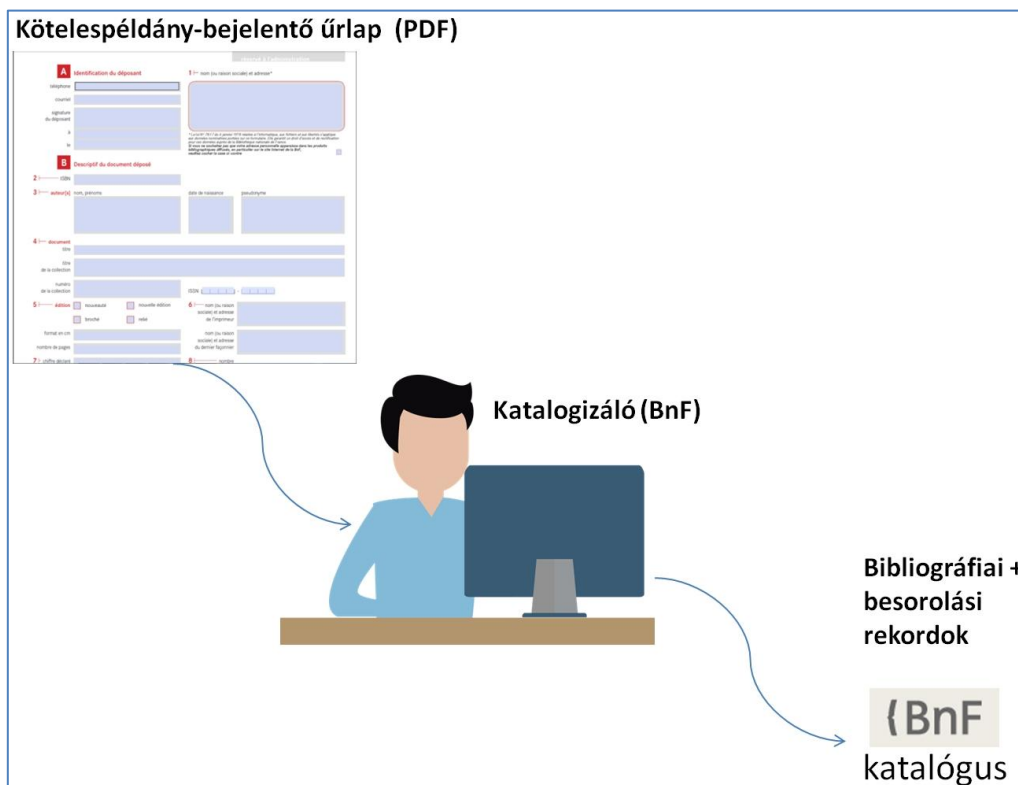 Kötelespéldány-bejelentő űrlap (PDF)
réservé à l'administration
A Identification du déposant
1 nom (ou raison sociale) et adresse*
téléphone
courriel
signature
du déposant
à
le
B Descriptif du document déposé
2 ISBN
3 auteur(s) nom, prénoms date de naissance pseudonyme
4 document
titre
titre
de la collection
numéro
de la collection
ISSN
5 édition nouveauté nouvelle édition
broché relié
6 nom (ou raison
sociale) et adresse
de l'imprimeur
format en cm
nombre de pages
nom (ou raison
sociale) et adresse
du dernier façonnier
7 chiffre déclaré
8 nombre
Katalogizáló (BnF)
Bibliográfiai +
besorolási
rekordok
{BnF
katalógus